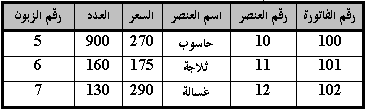 رقم الفاتورة رقم العنصر اسم العنصر السعر العدد رقم الزبون
100 10 حاسوب 270 900 5
101 11 ثلاجة 175 160 6
102 12 غسالة 290 130 7